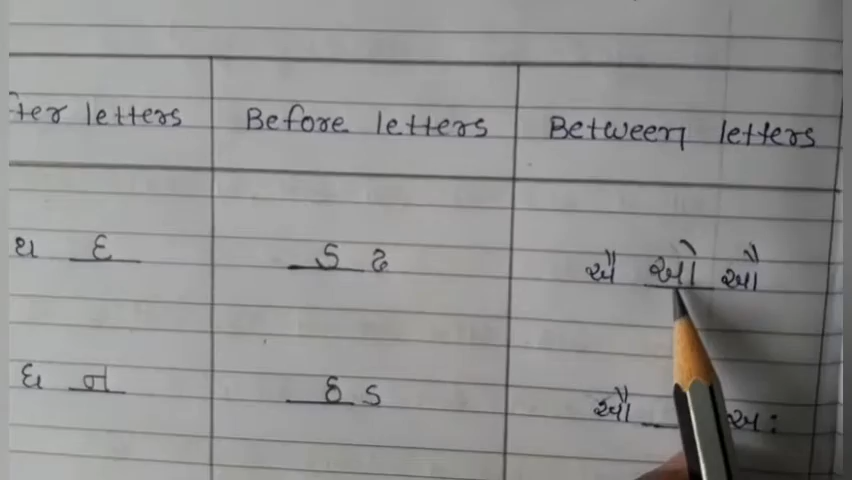 ter letters Before letters Between letters
થ દ ડ ઢ ઐ ઓ ઔ
ધ ન ઠ ડ ઔ અઃ